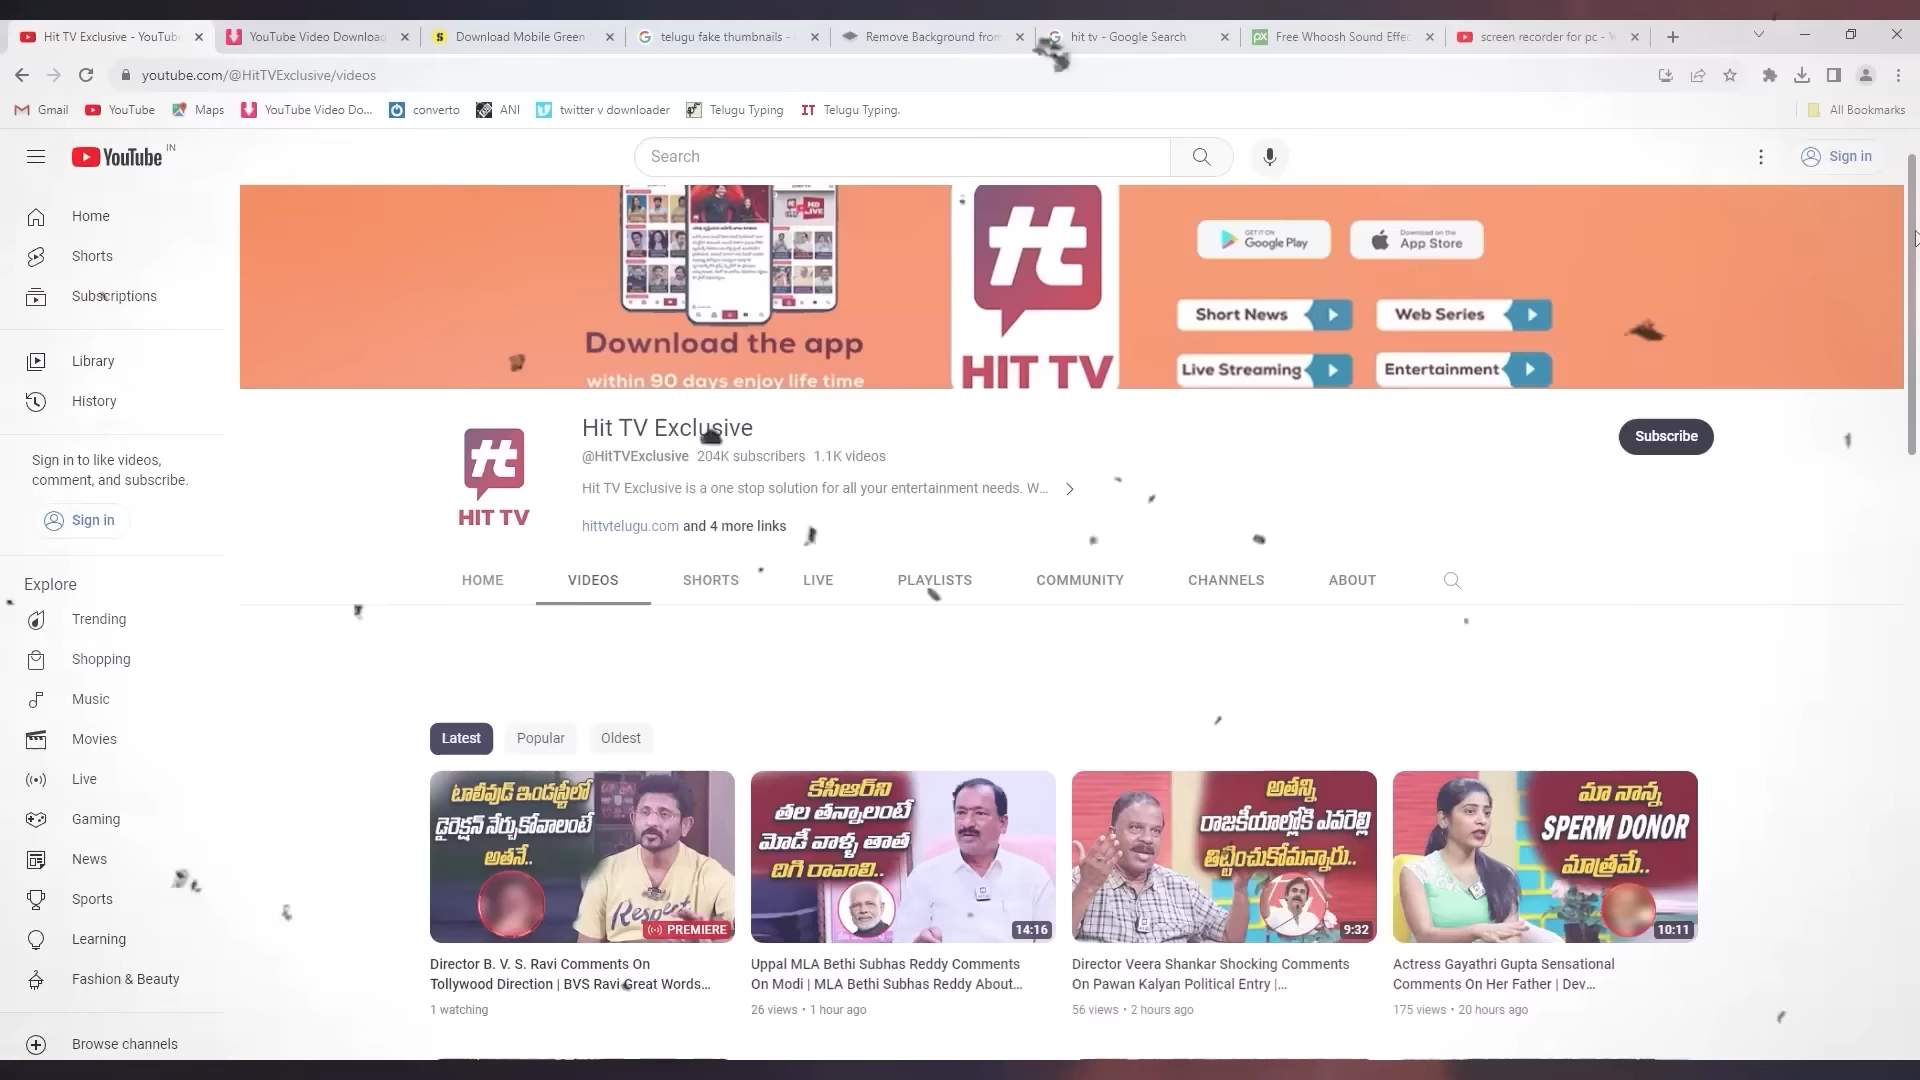 Hit TV Exclusive - YouTub
YouTube Video Download
Download Mobile Green
telugu fake thumbnails -
Remove Background from
hit tv - Google Search
Free Whoosh Sound Effec
screen recorder for pc - Y
youtube.com/@HitTVExclusive/videos
Gmail
YouTube
Maps
YouTube Video Do...
converto
ANI
twitter v downloader
Telugu Typing
Telugu Typing.
All Bookmarks
YouTube IN
Search
Sign in
Home
Shorts
Subscriptions
Library
History
Sign in to like videos,
comment, and subscribe.
Sign in
Explore
Trending
Shopping
Music
Movies
Live
Gaming
News
Sports
Learning
Fashion & Beauty
Browse channels
Download the app
within 90 days enjoy life time
HIT TV
GET IT ON
Google Play
Download on the
App Store
Short News
Web Series
Live Streaming
Entertainment
HIT TV
Hit TV Exclusive
@HitTVExclusive 204K subscribers 1.1K videos
Hit TV Exclusive is a one stop solution for all your entertainment needs. W...
hittvtelugu.com and 4 more links
Subscribe
HOME
VIDEOS
SHORTS
LIVE
PLAYLISTS
COMMUNITY
CHANNELS
ABOUT
Latest
Popular
Oldest
టాలీవుడ్ ఇండస్ట్రీలో
డైరెక్షన్ నేర్చుకోవాలంటే
అతనే..
Respect
PREMIERE
Director B. V. S. Ravi Comments On
Tollywood Direction | BVS Ravi Great Words...
1 watching
కేసీఆర్‌ని
తల తన్నాలంటే
మోడీ వాళ్ళ తాత
దిగి రావాలి..
14:16
Uppal MLA Bethi Subhas Reddy Comments
On Modi | MLA Bethi Subhas Reddy About...
26 views • 1 hour ago
అతన్ని
రాజకీయాల్లోకి ఎవరెల్లి
తిట్టించుకోమన్నారు..
9:32
Director Veera Shankar Shocking Comments
On Pawan Kalyan Political Entry |...
56 views • 2 hours ago
మా నాన్న
SPERM DONOR
మాత్రమే..
10:11
Actress Gayathri Gupta Sensational
Comments On Her Father | Dev...
175 views • 20 hours ago